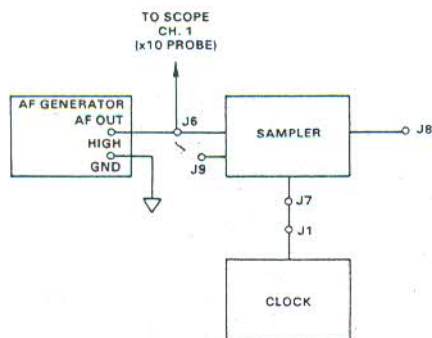 TO SCOPE
CH. 1
(x10 PROBE)
AF GENERATOR
AF OUT
HIGH
GND
J6
J9
SAMPLER
J8
J7
J1
CLOCK